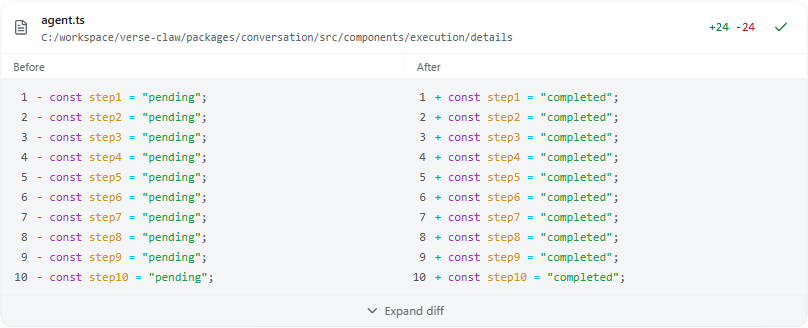 agent.ts
C:/workspace/verse-claw/packages/conversation/src/components/execution/details
+24 -24
Before
After
1 - const step1 = "pending";
2 - const step2 = "pending";
3 - const step3 = "pending";
4 - const step4 = "pending";
5 - const step5 = "pending";
6 - const step6 = "pending";
7 - const step7 = "pending";
8 - const step8 = "pending";
9 - const step9 = "pending";
10 - const step10 = "pending";
1 + const step1 = "completed";
2 + const step2 = "completed";
3 + const step3 = "completed";
4 + const step4 = "completed";
5 + const step5 = "completed";
6 + const step6 = "completed";
7 + const step7 = "completed";
8 + const step8 = "completed";
9 + const step9 = "completed";
10 + const step10 = "completed";
Expand diff